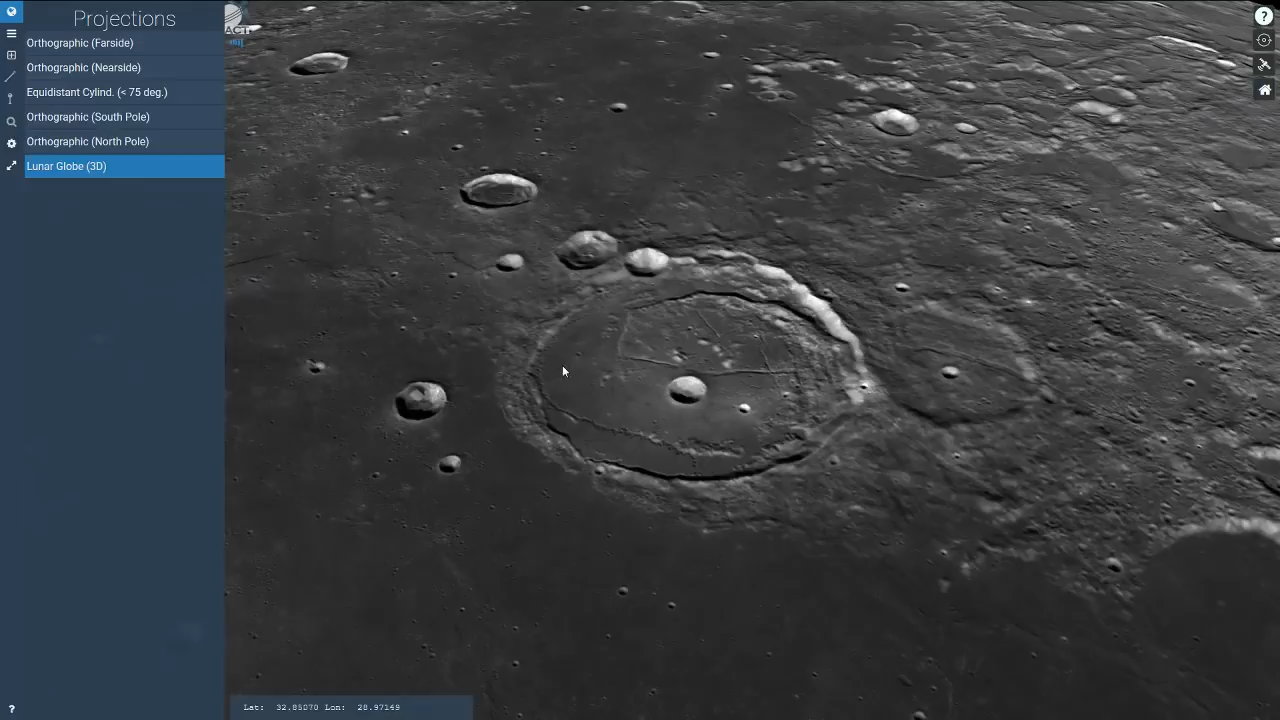 Projections
ACT
Orthographic (Farside)
Orthographic (Nearside)
Equidistant Cylind. (< 75 deg.)
Orthographic (South Pole)
Orthographic (North Pole)
Lunar Globe (3D)
?
?
Lat: 32.85070 Lon: 28.97149